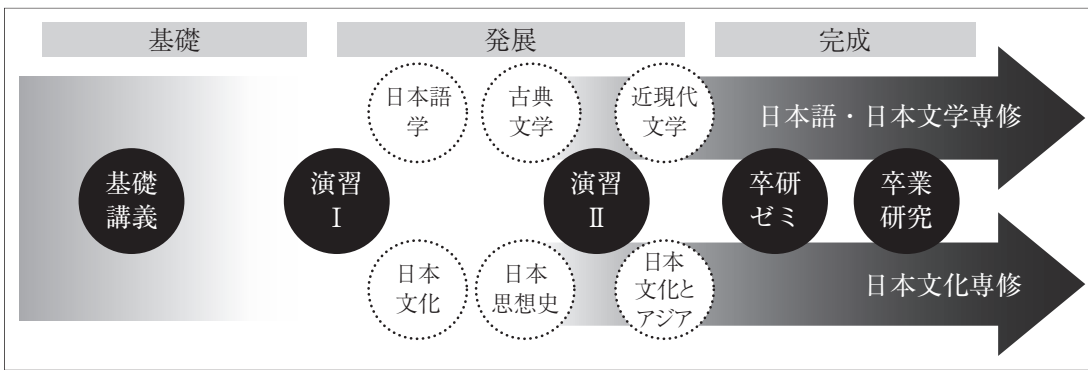 基礎
発展
完成
日本語
学
古典
文学
近現代
文学
日本語・日本文学専修
基礎
講義
演習
Ⅰ
演習
Ⅱ
卒研
ゼミ
卒業
研究
日本
文化
日本
思想史
日本
文化と
アジア
日本文化専修